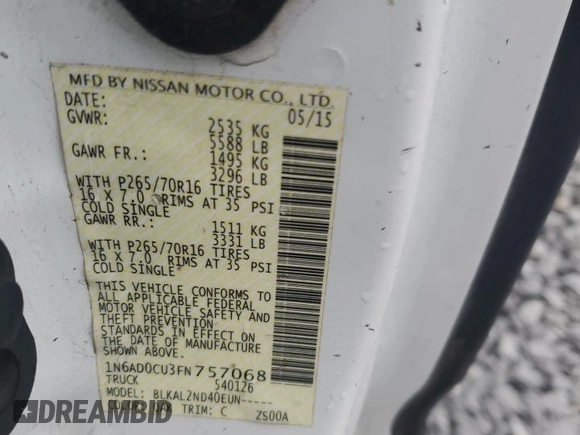 MFD BY NISSAN MOTOR CO., LTD.
DATE: 05/15
GVWR: 2535 KG
5588 LB
GAWR FR.: 1495 KG
3296 LB
WITH P265/70R16 TIRES
16 X 7.0 RIMS AT 35 PSI
COLD SINGLE
GAWR RR.: 1511 KG
3331 LB
WITH P265/70R16 TIRES
16 X 7.0 RIMS AT 35 PSI
COLD SINGLE
THIS VEHICLE CONFORMS TO
ALL APPLICABLE FEDERAL
MOTOR VEHICLE SAFETY AND
BUMPER
STANDARDS IN EFFECT ON
THE DATE OF MANUFACTURE
SHOWN ABOVE.
1N6AD0CU3FN757068
TRUCK 540126
MODEL: BLKAL2ND40EUN-----
COLOR: QAK TRIM: C ZS00A
DREAMBID